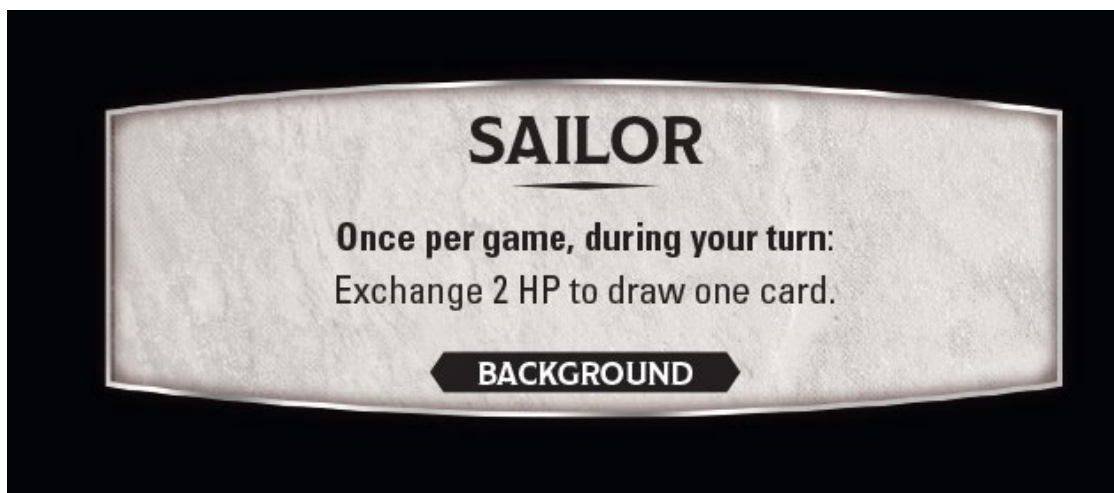 SAILOR
Once per game, during your turn:
Exchange 2 HP to draw one card.
BACKGROUND